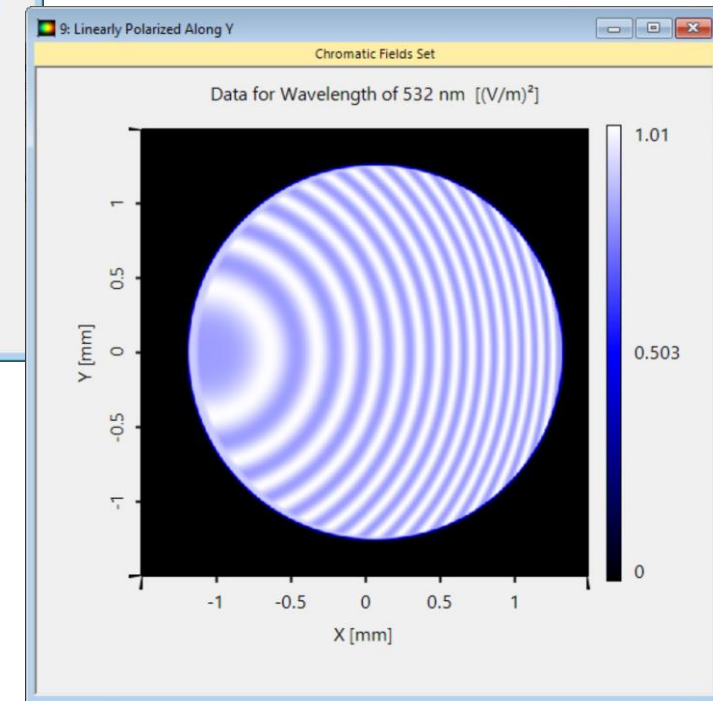 9: Linearly Polarized Along Y
Chromatic Fields Set
Data for Wavelength of 532 nm [(V/m)²]
1.01
0.503
0
Y [mm]
1
0.5
0
-0.5
-1
-1 -0.5 0 0.5 1
X [mm]